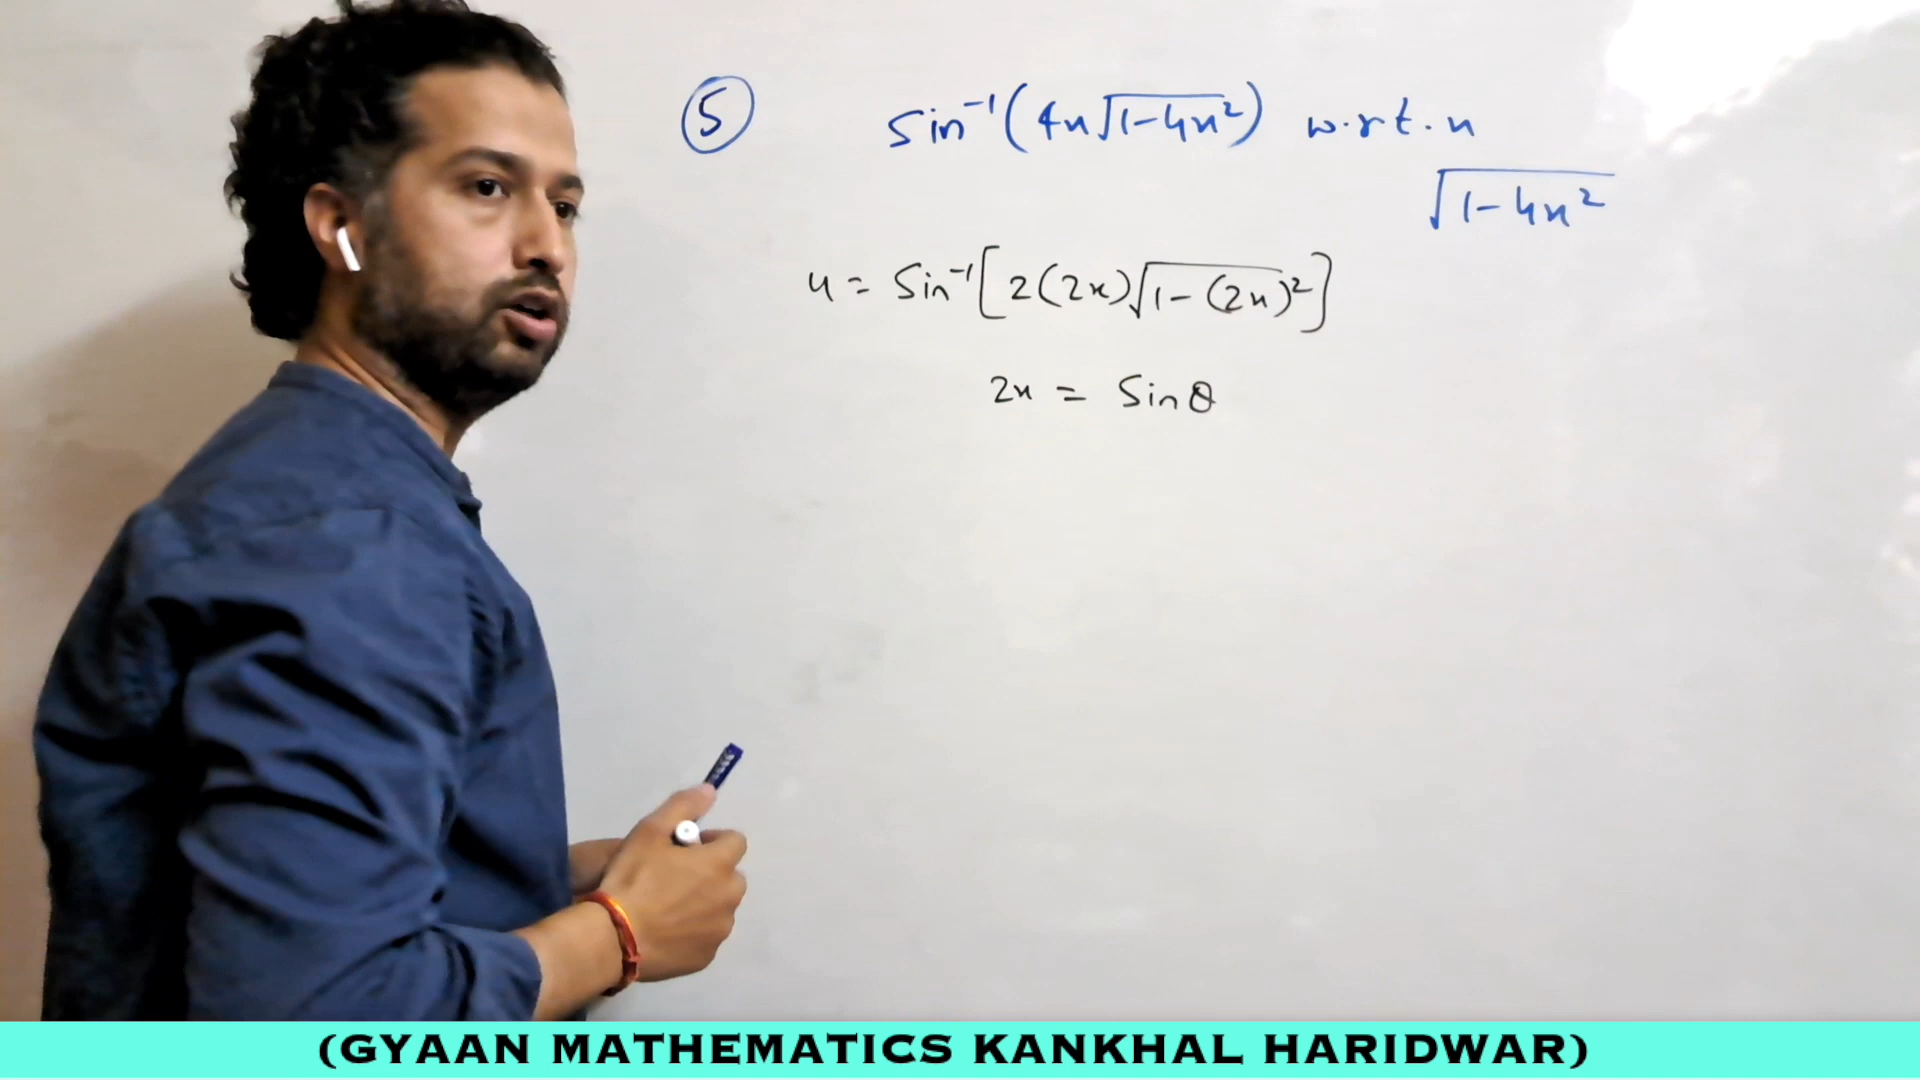 ⑤ Sin⁻¹(4x√(1-4x²)) w.r.t. x
√(1-4x²)
u = Sin⁻¹[2(2x)√(1-(2x)²)]
2x = Sinθ
(GYAAN MATHEMATICS KANKHAL HARIDWAR)